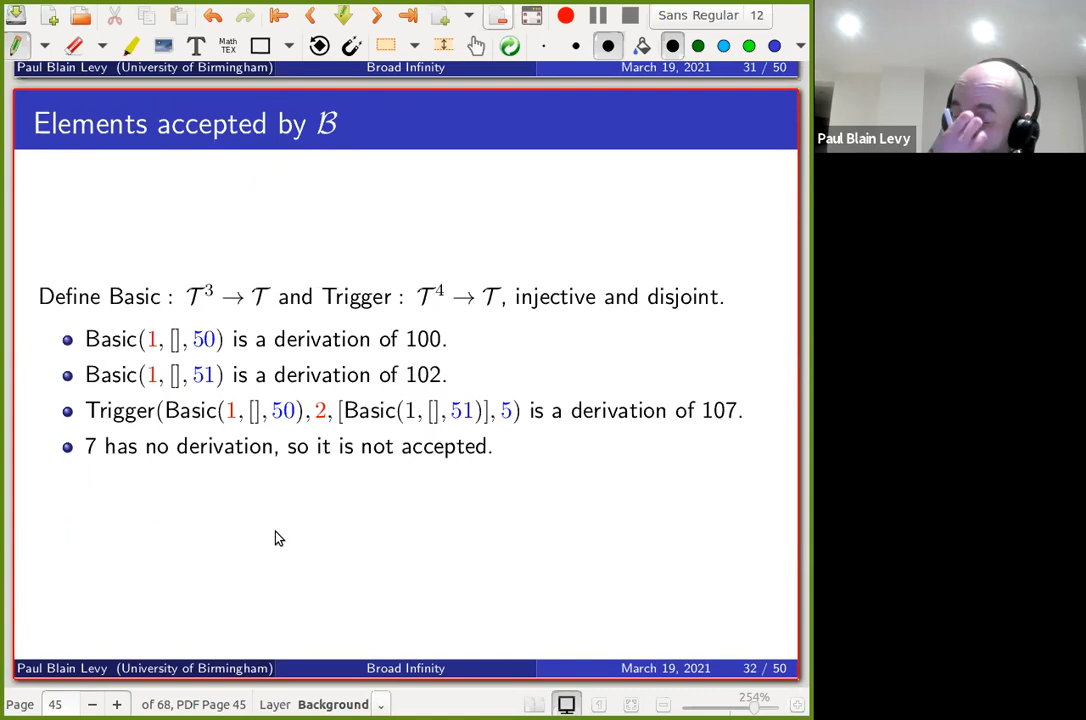 Sans Regular 12
Math
TEX
Paul Blain Levy (University of Birmingham) Broad Infinity March 19, 2021 31 / 50
Elements accepted by ℬ
Define Basic : 𝒯³ → 𝒯 and Trigger : 𝒯⁴ → 𝒯, injective and disjoint.
Basic(1, [], 50) is a derivation of 100.
Basic(1, [], 51) is a derivation of 102.
Trigger(Basic(1, [], 50), 2, [Basic(1, [], 51)], 5) is a derivation of 107.
7 has no derivation, so it is not accepted.
Paul Blain Levy (University of Birmingham) Broad Infinity March 19, 2021 32 / 50
Page 45 of 68, PDF Page 45 Layer Background 254%
Paul Blain Levy